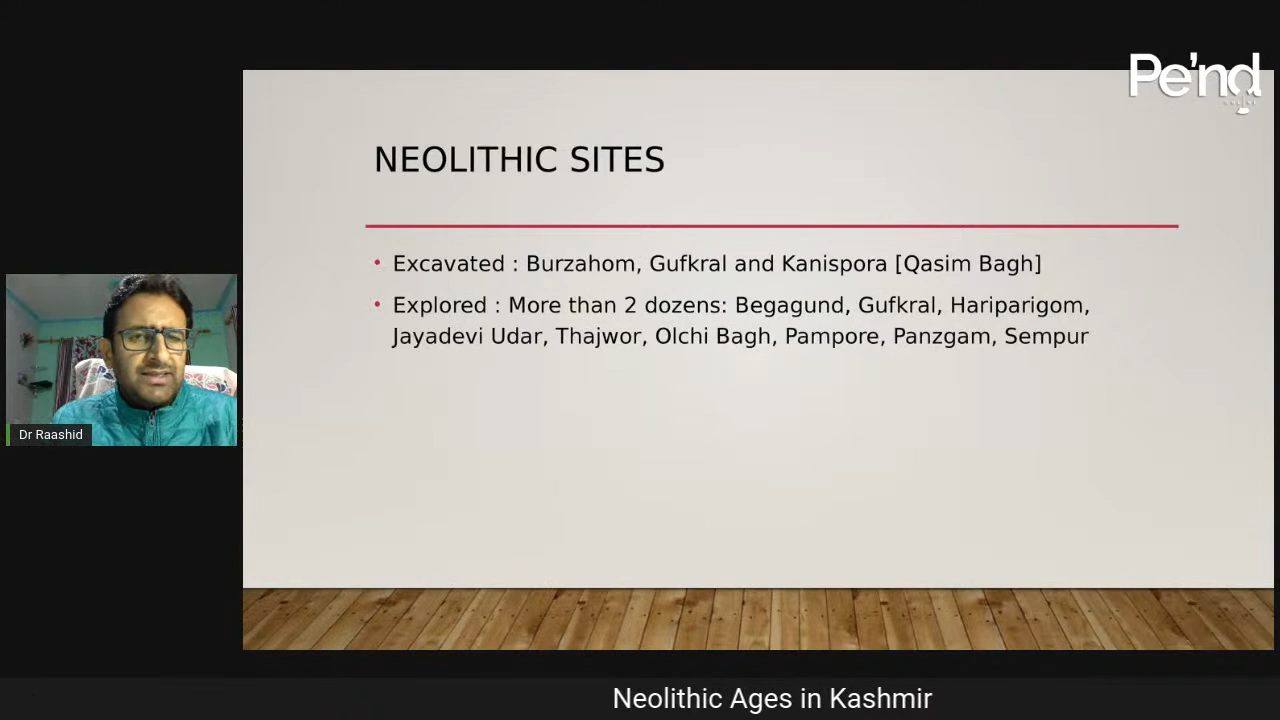 Pe'nd
NEOLITHIC SITES
• Excavated : Burzahom, Gufkral and Kanispora [Qasim Bagh]
• Explored : More than 2 dozens: Begagund, Gufkral, Hariparigom,
Jayadevi Udar, Thajwor, Olchi Bagh, Pampore, Panzgam, Sempur
Dr Raashid
Neolithic Ages in Kashmir